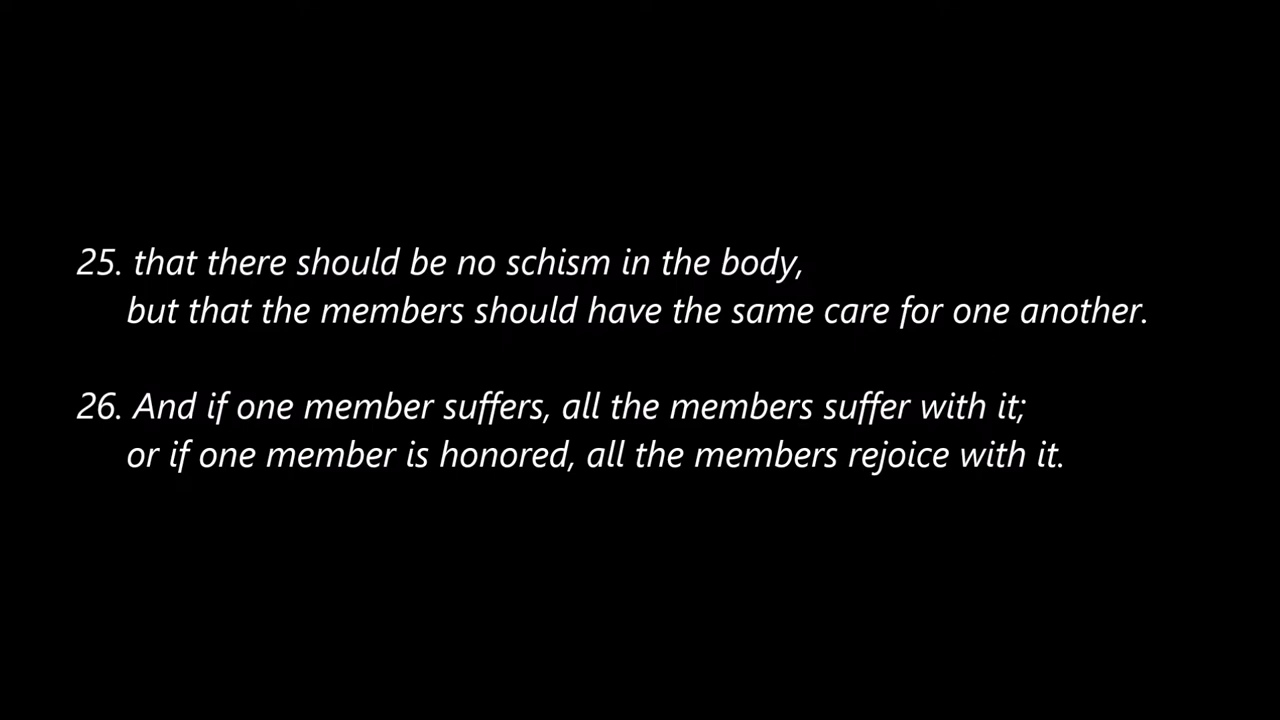 25. that there should be no schism in the body,
but that the members should have the same care for one another.
26. And if one member suffers, all the members suffer with it;
or if one member is honored, all the members rejoice with it.